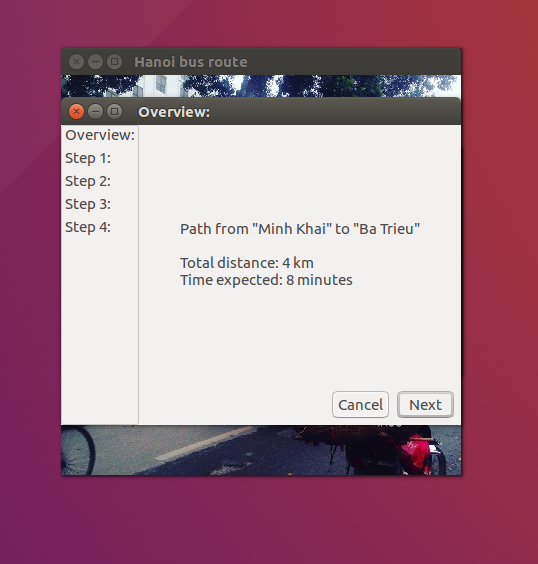 Hanoi bus route
Overview:
Overview:
Step 1:
Step 2:
Step 3:
Step 4:
Path from "Minh Khai" to "Ba Trieu"
Total distance: 4 km
Time expected: 8 minutes
Cancel
Next